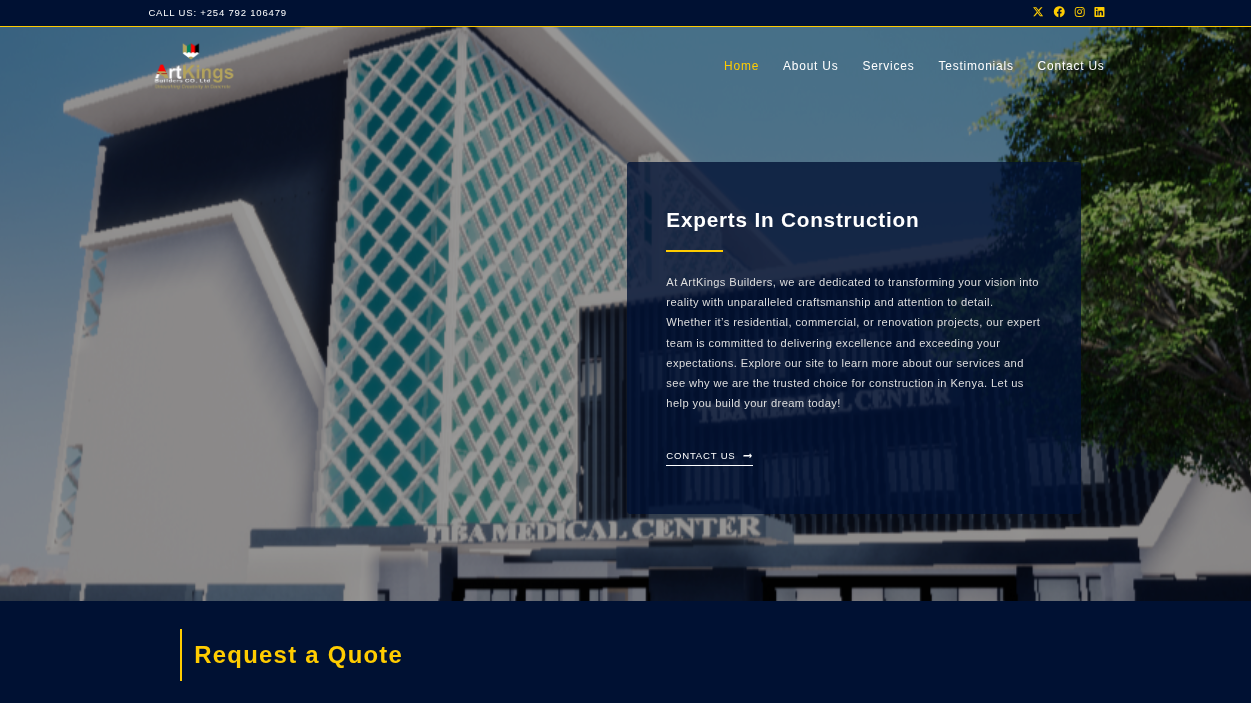 CALL US: +254 792 106479
ArtKings
Builders CO. Ltd
Home
About Us
Services
Testimonials
Contact Us
Experts In Construction
At ArtKings Builders, we are dedicated to transforming your vision into
reality with unparalleled craftsmanship and attention to detail.
Whether it's residential, commercial, or renovation projects, our expert
team is committed to delivering excellence and exceeding your
expectations. Explore our site to learn more about our services and
see why we are the trusted choice for construction in Kenya. Let us
help you build your dream today!
TIBA MEDICAL CENTER
CONTACT US
TIBA MEDICAL CENTER
Request a Quote